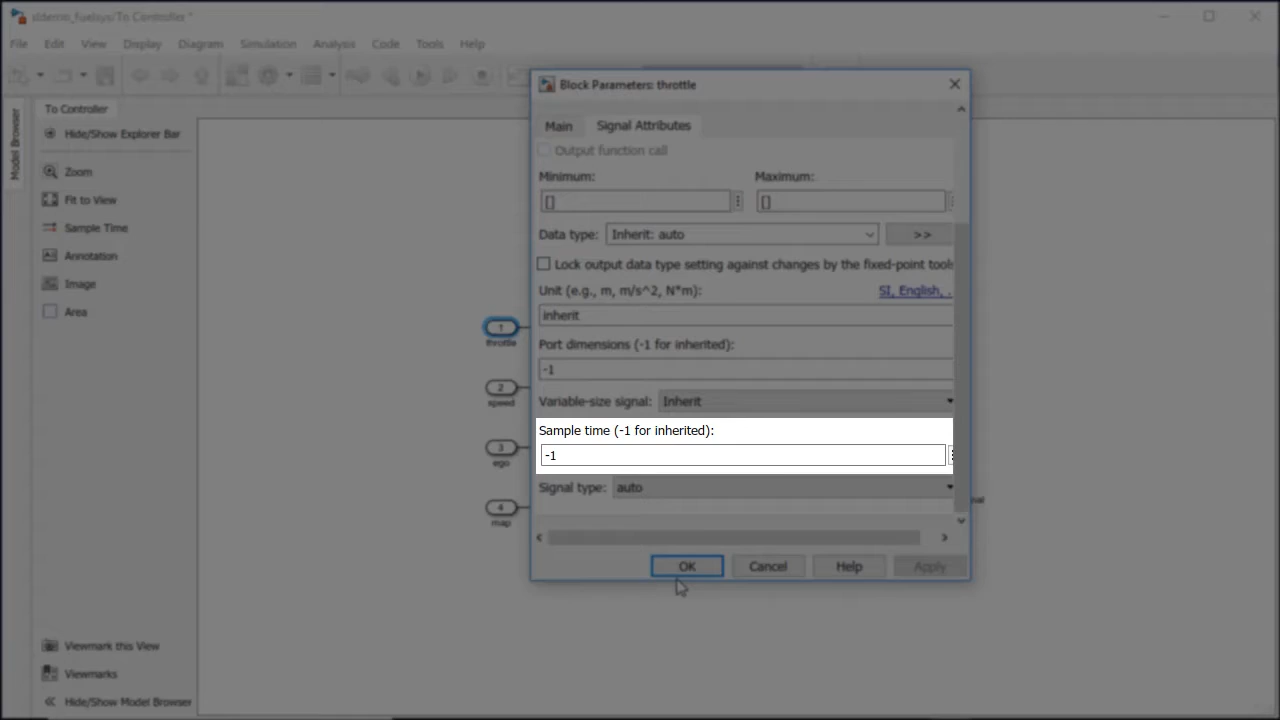 sldemo_fuelsys/To Controller *
File Edit View Display Diagram Simulation Analysis Code Tools Help
Model Browser
To Controller
Hide/Show Explorer Bar
Zoom
Fit to View
Sample Time
Annotation
Image
Area
Viewmark this View
Viewmarks
Hide/Show Model Browser
1
throttle
2
speed
3
ego
4
map
Block Parameters: throttle
Main Signal Attributes
Output function call
Minimum: Maximum:
[] []
Data type: Inherit: auto >>
Lock output data type setting against changes by the fixed-point tools
Unit (e.g., m, m/s^2, N*m): SI, English, .
inherit
Port dimensions (-1 for inherited):
-1
Variable-size signal: Inherit
Sample time (-1 for inherited):
-1
Signal type: auto
OK Cancel Help Apply